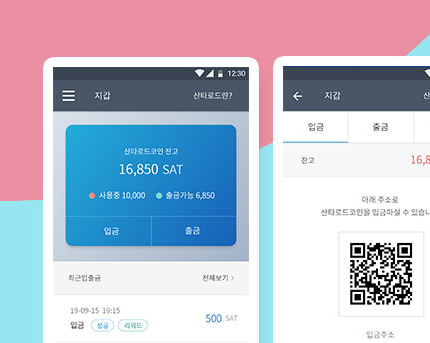 12:30
지갑
산타로드란?
산타로드코인 잔고
16,850 SAT
사용중 10,000
출금가능 6,850
입금
출금
최근입출금
전체보기 >
19-09-15 19:15
입금
성공
리워드
500 SAT
지갑
입금
출금
잔고
16,8
아래 주소로
산타로드코인을 입금하실 수 있습니
입금주소